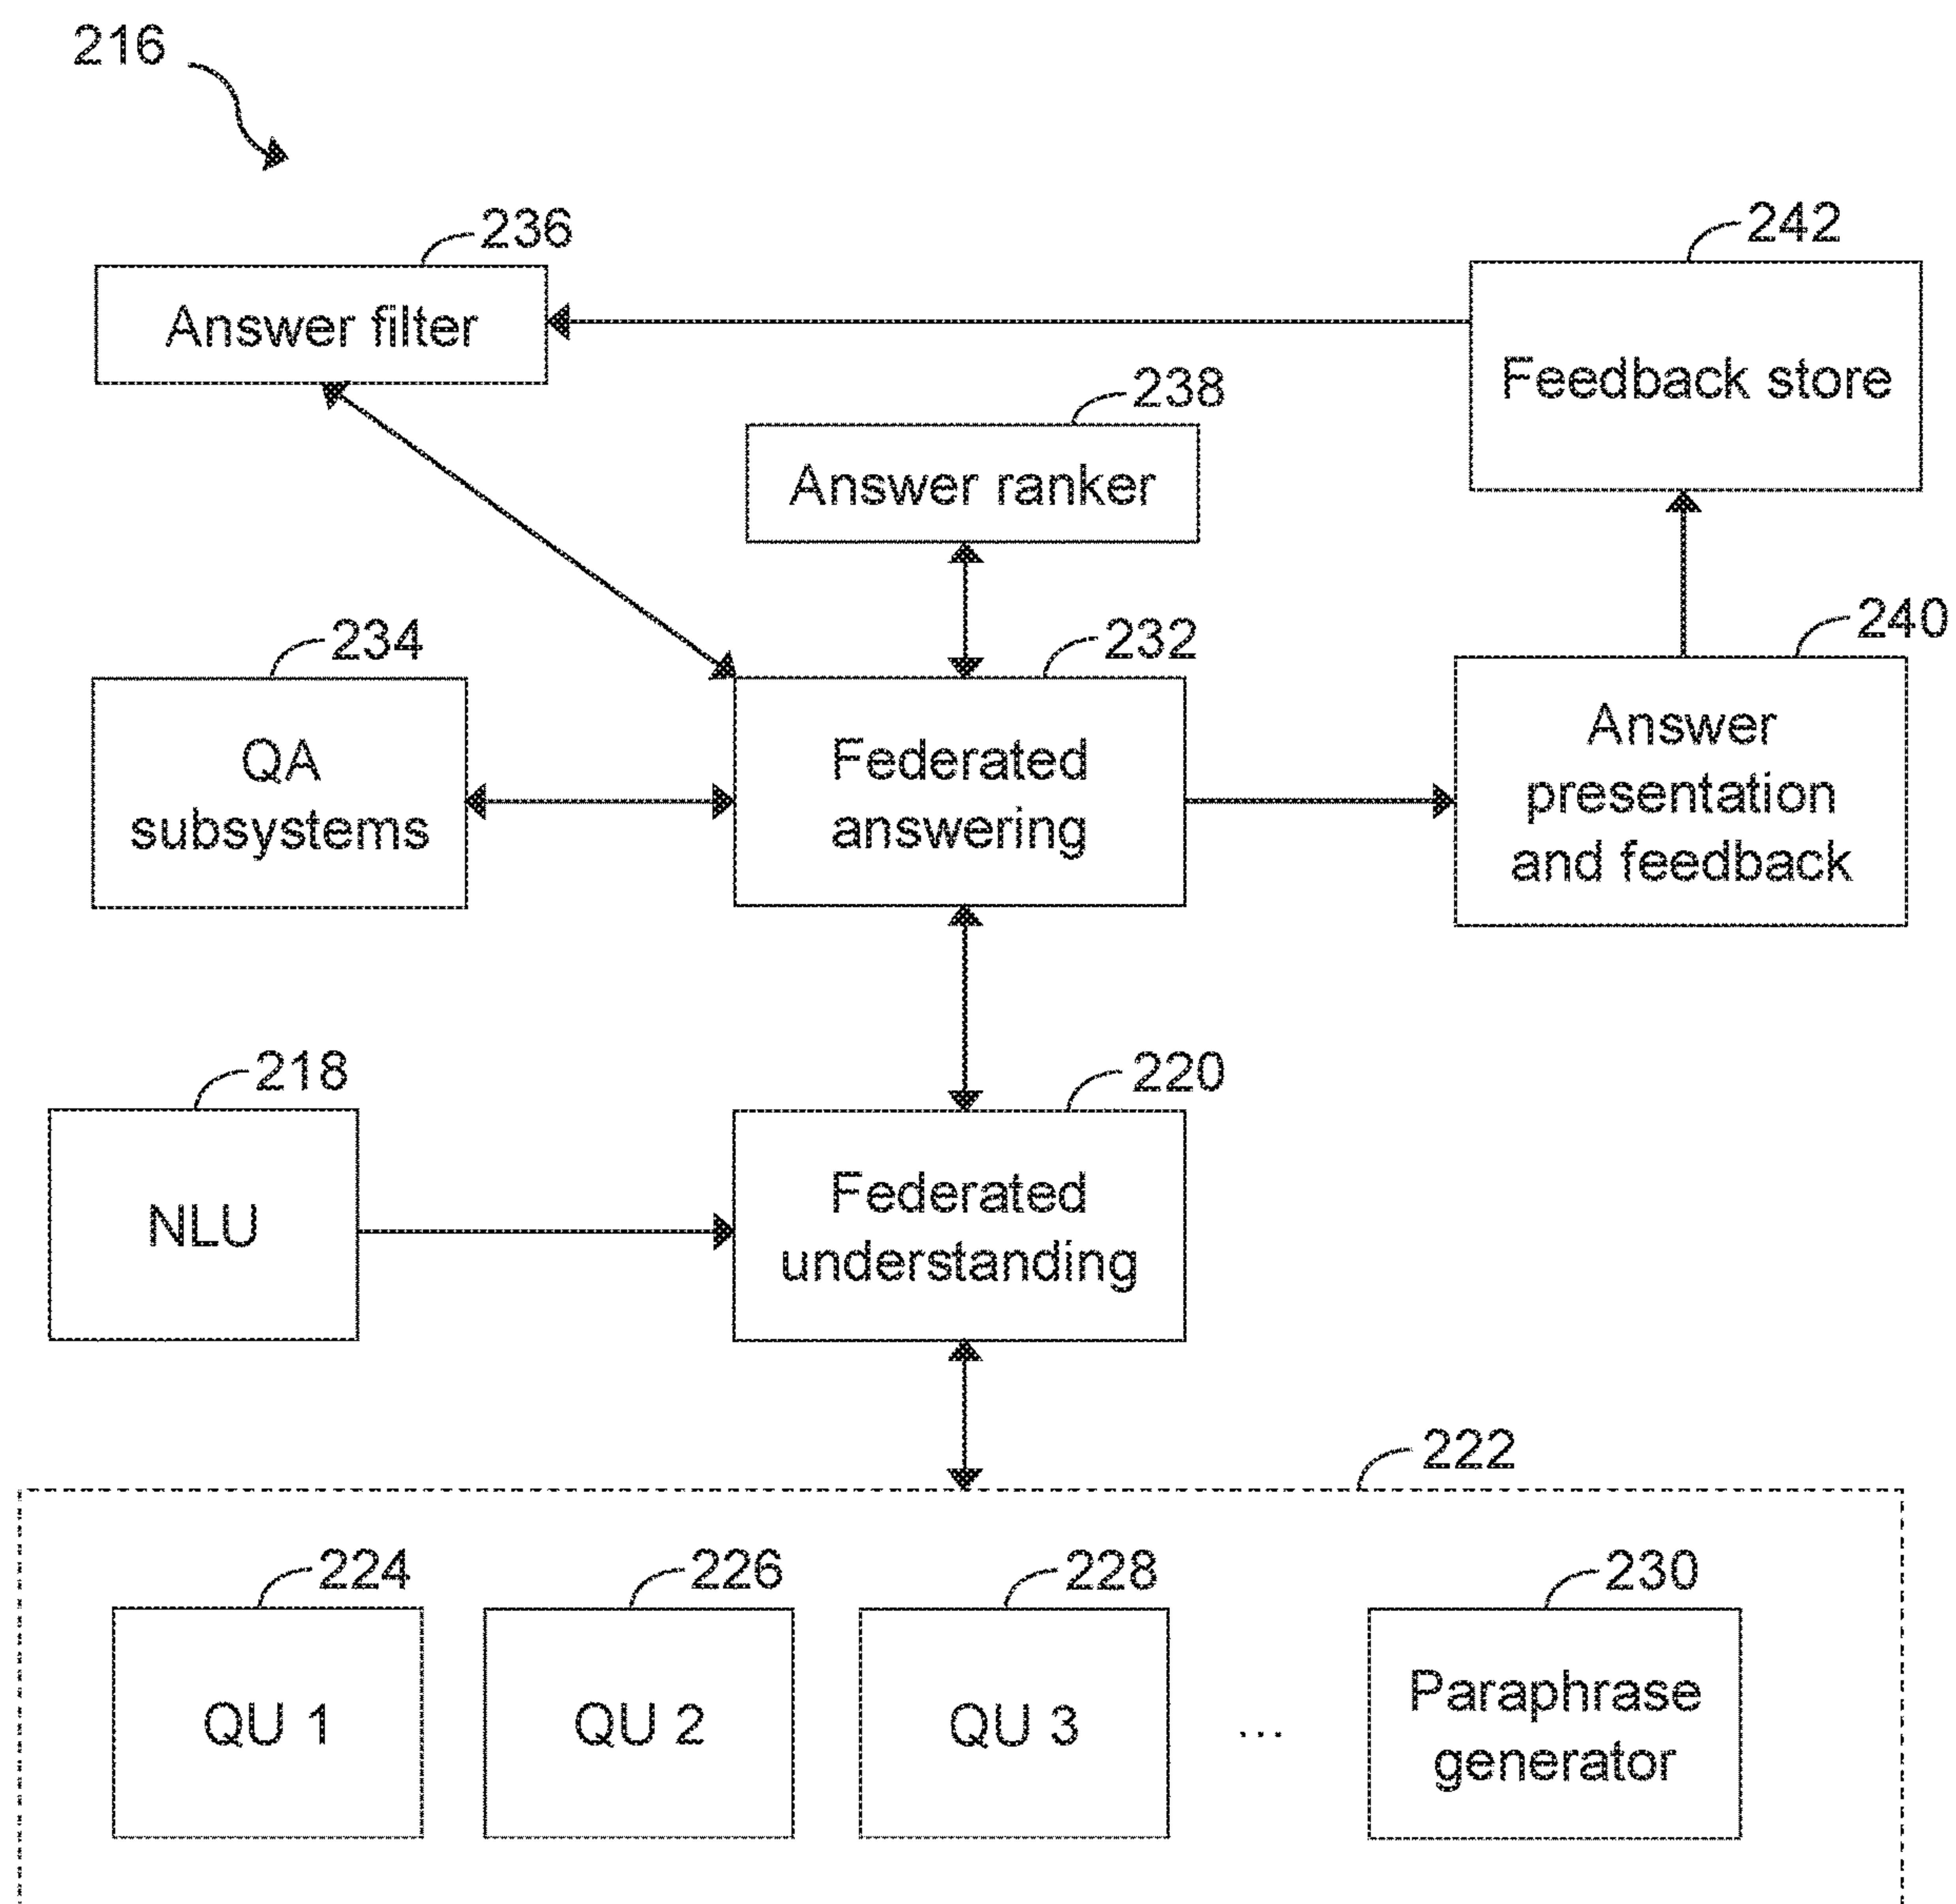 216
236
242
Answer filter
Feedback store
238
Answer ranker
234
232
240
QA
subsystems
Federated
answering
Answer
presentation
and feedback
218
220
NLU
Federated
understanding
222
224
226
228
230
QU 1
QU 2
QU 3
...
Paraphrase
generator